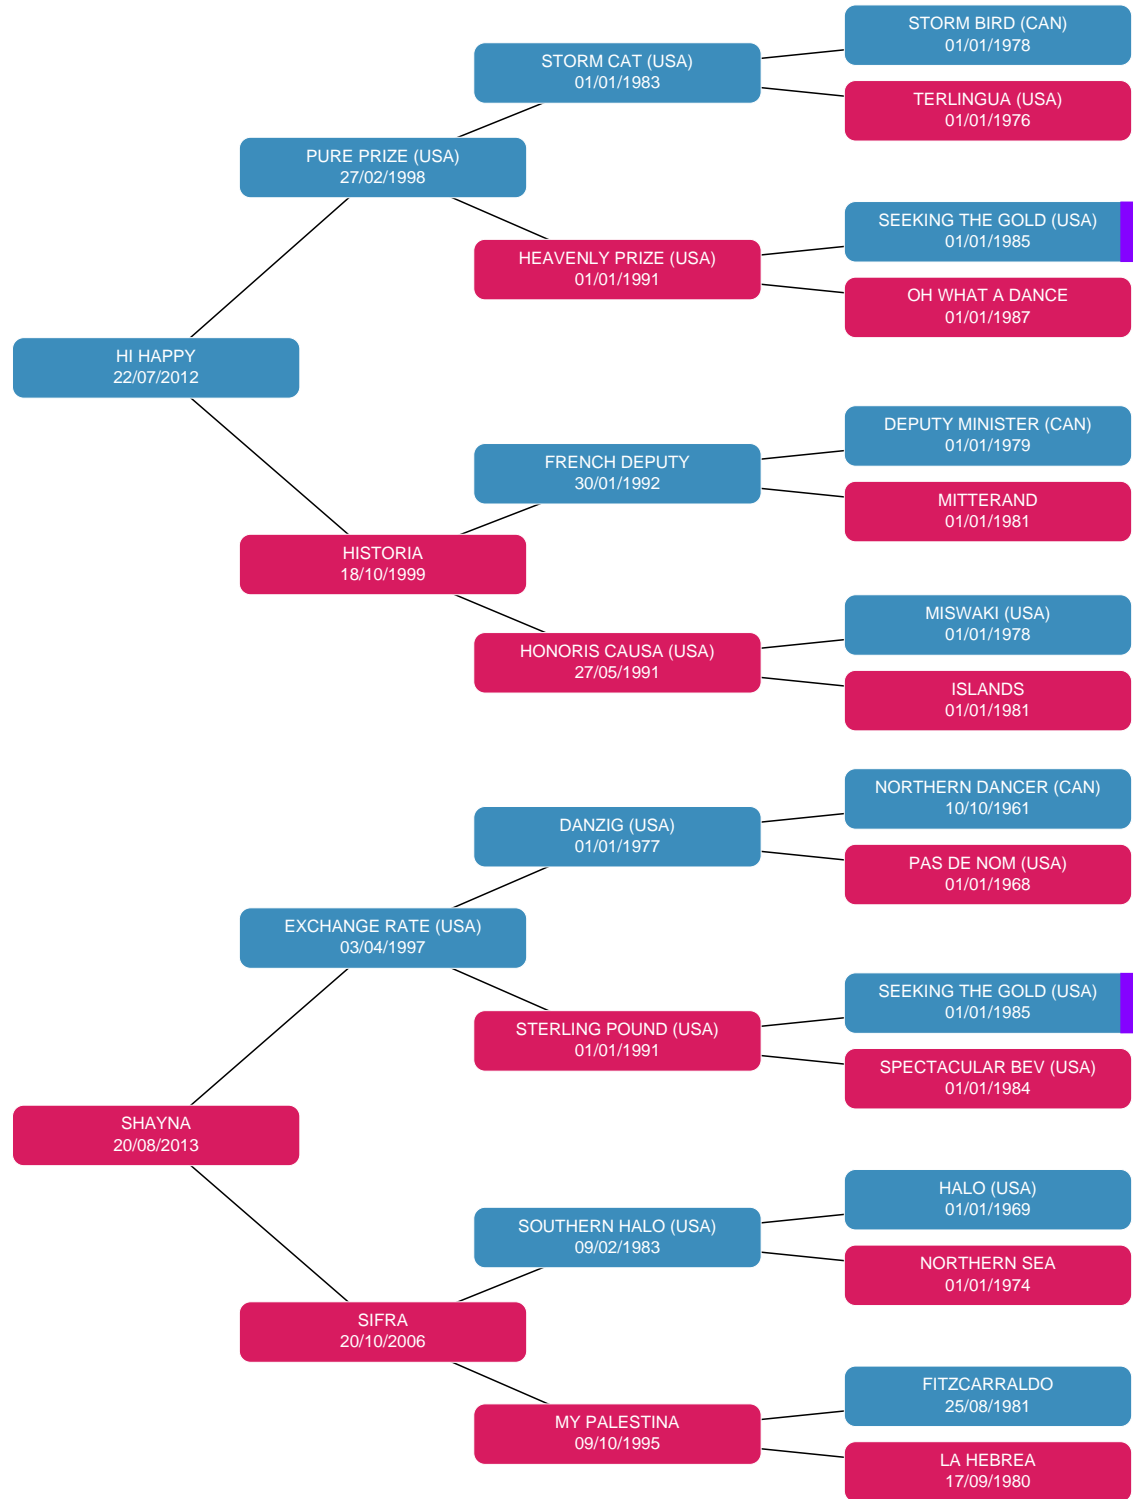 STORM BIRD (CAN)
01/01/1978
STORM CAT (USA)
01/01/1983
TERLINGUA (USA)
01/01/1976
PURE PRIZE (USA)
27/02/1998
SEEKING THE GOLD (USA)
01/01/1985
HEAVENLY PRIZE (USA)
01/01/1991
OH WHAT A DANCE
01/01/1987
HI HAPPY
22/07/2012
DEPUTY MINISTER (CAN)
01/01/1979
FRENCH DEPUTY
30/01/1992
MITTERAND
01/01/1981
HISTORIA
18/10/1999
MISWAKI (USA)
01/01/1978
HONORIS CAUSA (USA)
27/05/1991
ISLANDS
01/01/1981
NORTHERN DANCER (CAN)
10/10/1961
DANZIG (USA)
01/01/1977
PAS DE NOM (USA)
01/01/1968
EXCHANGE RATE (USA)
03/04/1997
SEEKING THE GOLD (USA)
01/01/1985
STERLING POUND (USA)
01/01/1991
SPECTACULAR BEV (USA)
01/01/1984
SHAYNA
20/08/2013
HALO (USA)
01/01/1969
SOUTHERN HALO (USA)
09/02/1983
NORTHERN SEA
01/01/1974
SIFRA
20/10/2006
FITZCARRALDO
25/08/1981
MY PALESTINA
09/10/1995
LA HEBREA
17/09/1980